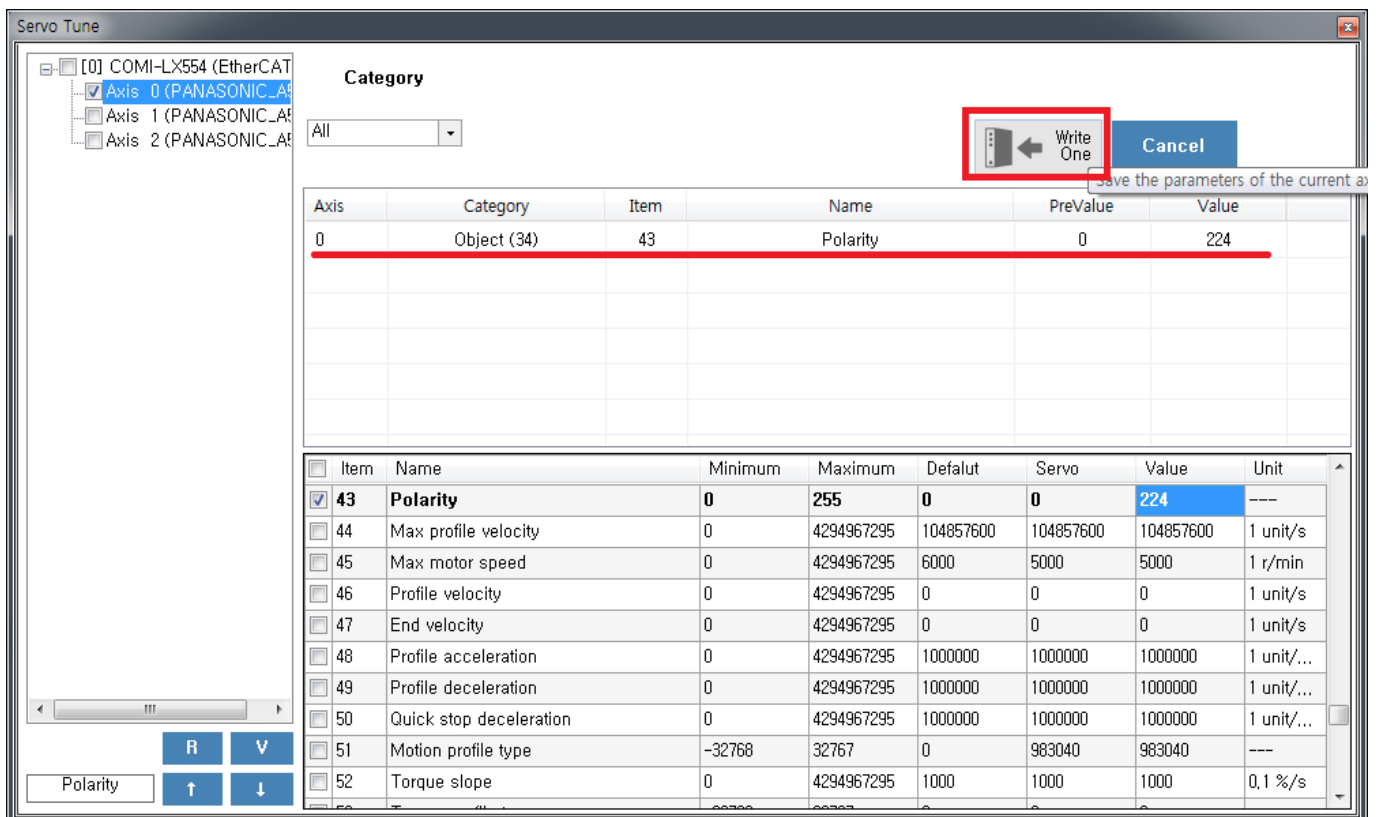 Servo Tune
[0] COMI-LX554 (EtherCAT
Axis 0 (PANASONIC_A5
Axis 1 (PANASONIC_A5
Axis 2 (PANASONIC_A5
Category
All
Write
One
Cancel
Save the parameters of the current ax
Axis Category Item Name PreValue Value
0 Object (34) 43 Polarity 0 224
Item Name Minimum Maximum Defalut Servo Value Unit
43 Polarity 0 255 0 0 224 ---
44 Max profile velocity 0 4294967295 104857600 104857600 104857600 1 unit/s
45 Max motor speed 0 4294967295 6000 5000 5000 1 r/min
46 Profile velocity 0 4294967295 0 0 0 1 unit/s
47 End velocity 0 4294967295 0 0 0 1 unit/s
48 Profile acceleration 0 4294967295 1000000 1000000 1000000 1 unit/...
49 Profile deceleration 0 4294967295 1000000 1000000 1000000 1 unit/...
50 Quick stop deceleration 0 4294967295 1000000 1000000 1000000 1 unit/...
51 Motion profile type -32768 32767 0 983040 983040 ---
52 Torque slope 0 4294967295 1000 1000 1000 0,1 %/s
R V
Polarity ↑ ↓